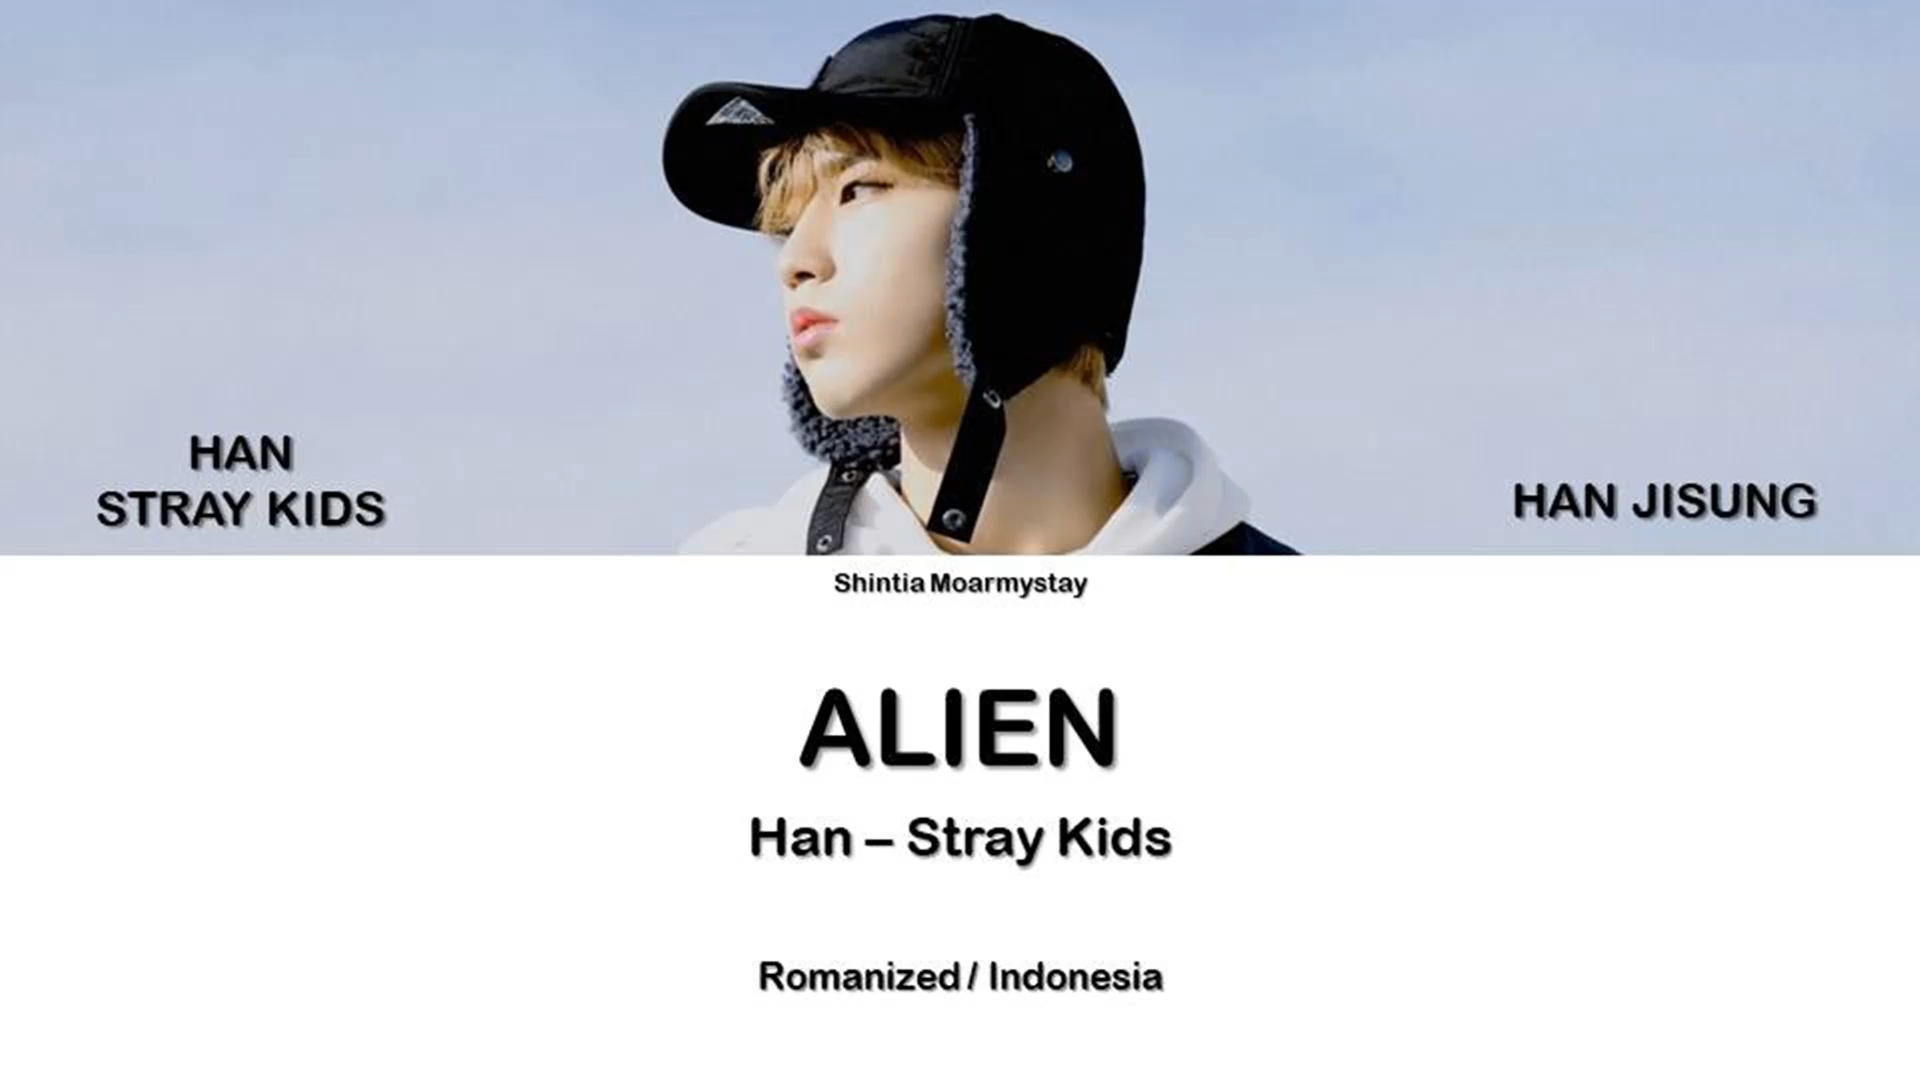 HAN
STRAY KIDS
HAN JISUNG
Shintia Moarmystay
ALIEN
Han – Stray Kids
Romanized / Indonesia